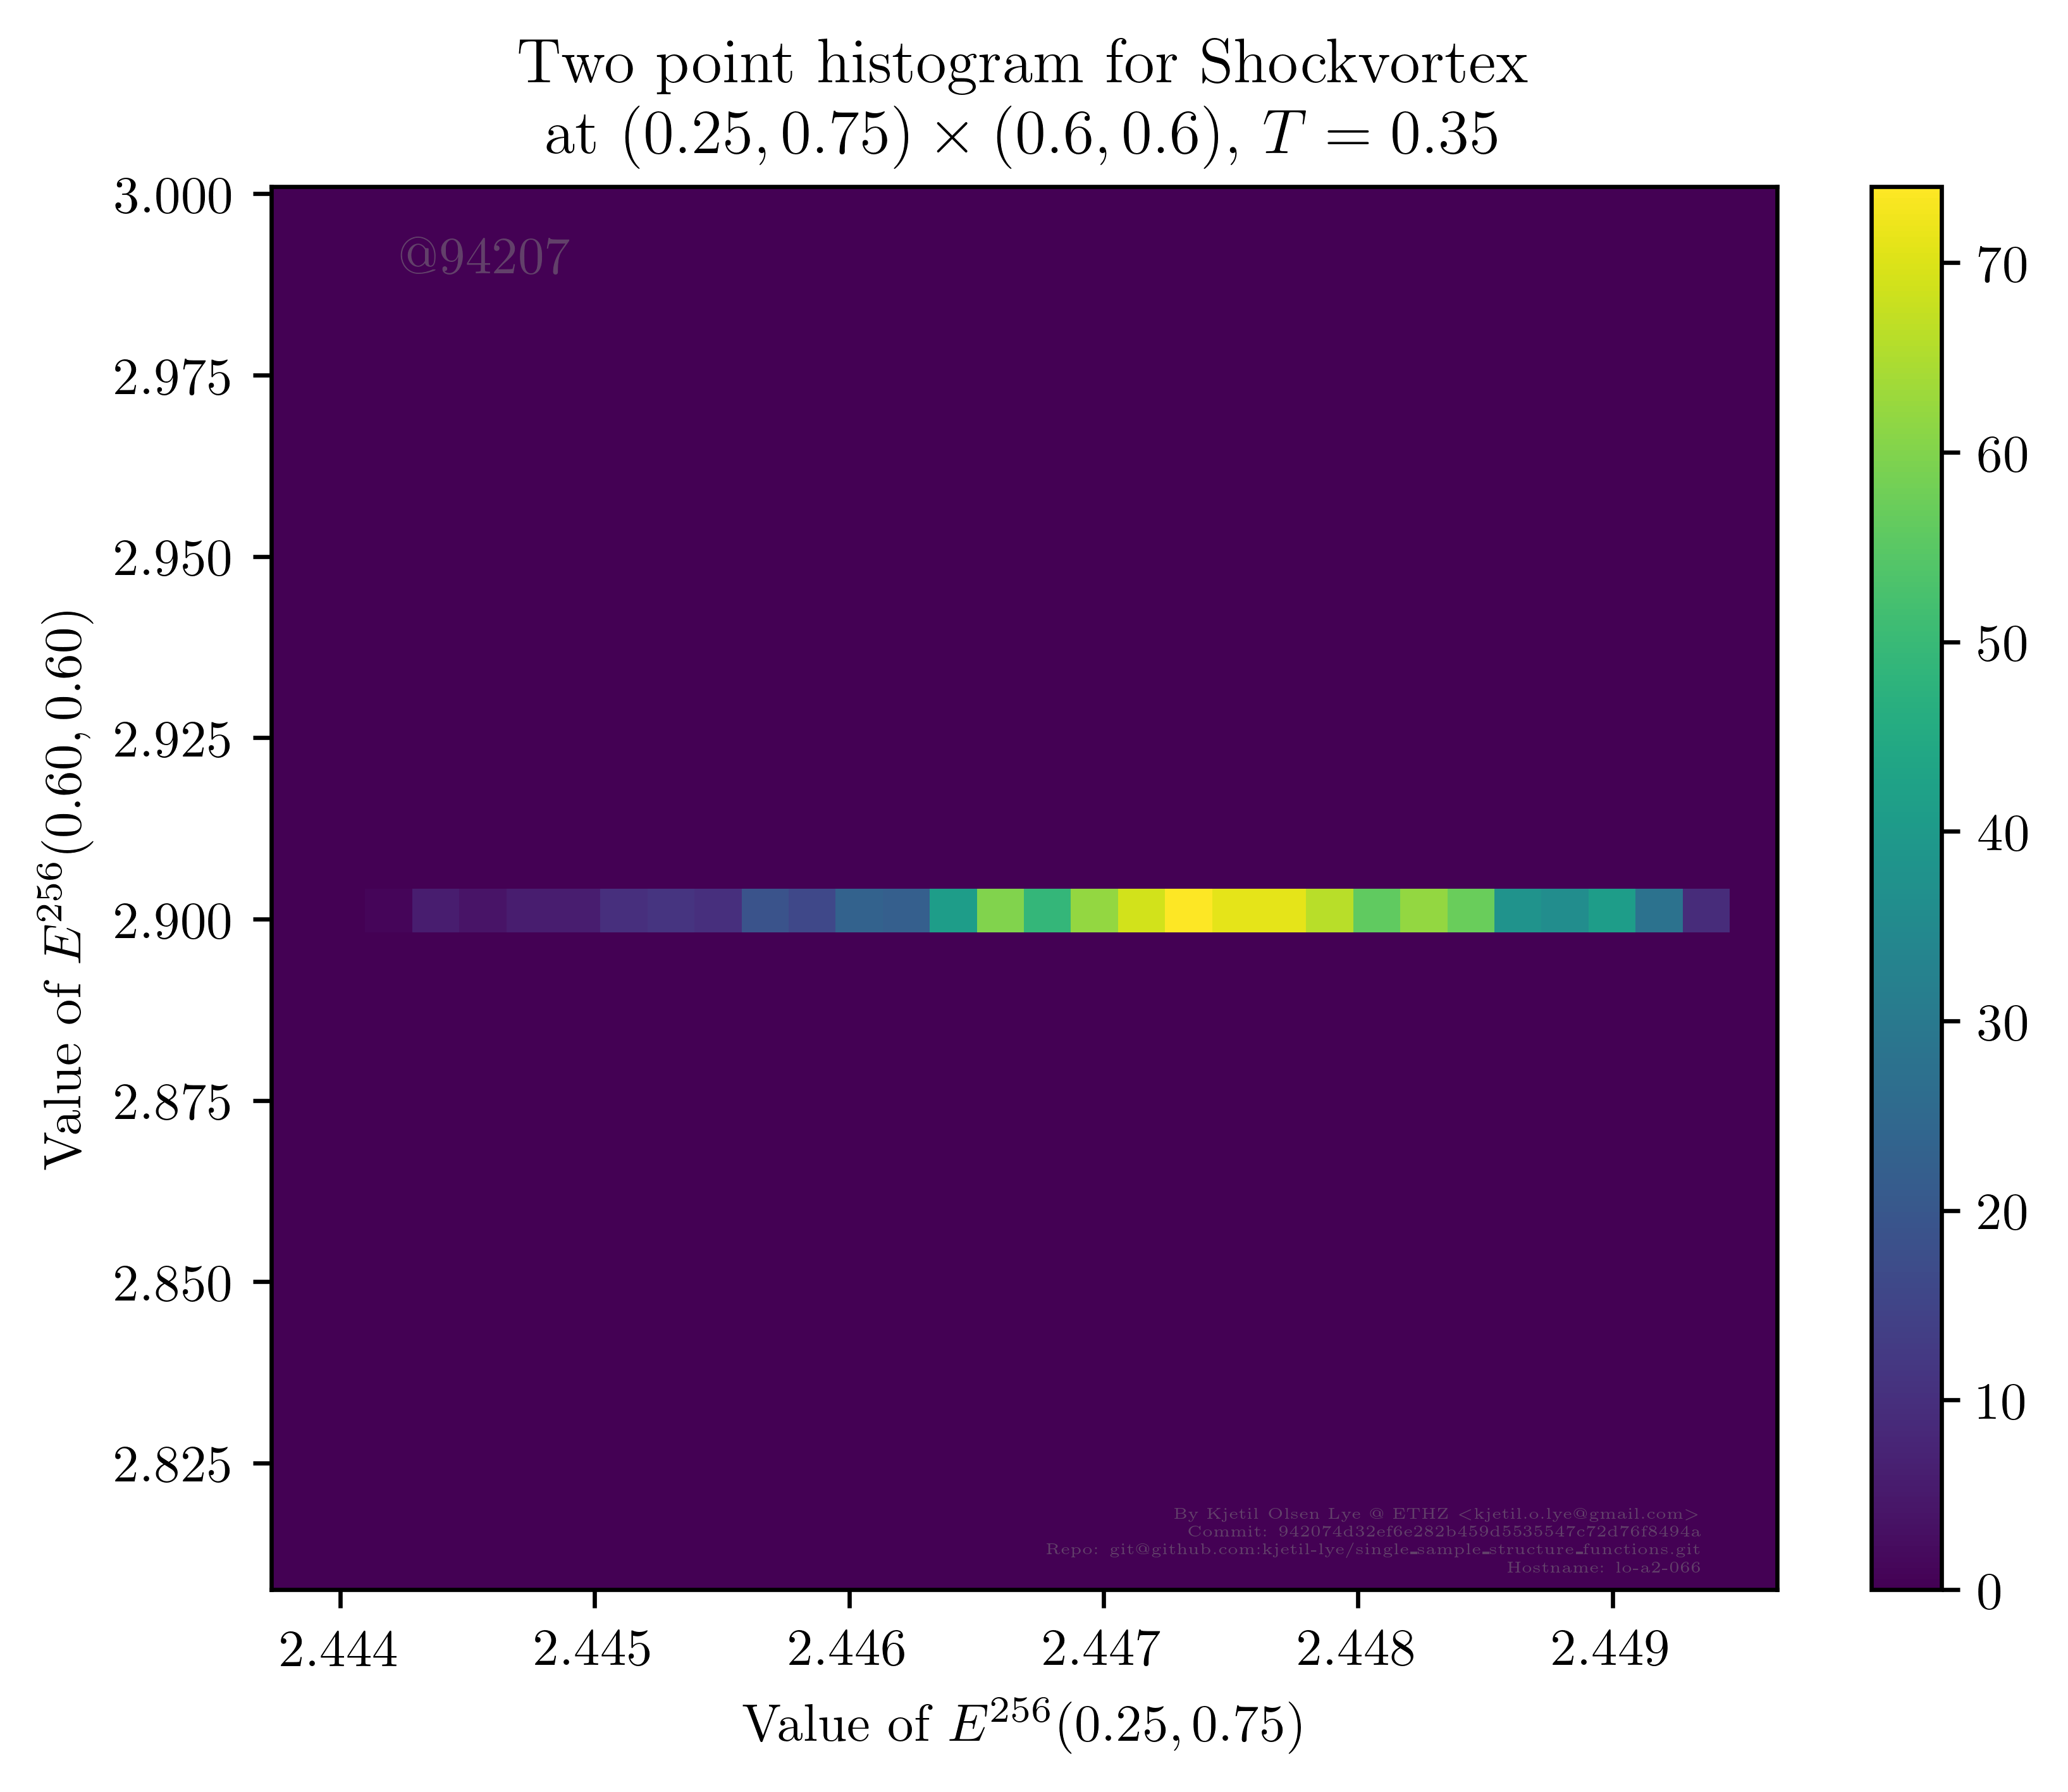 Two point histogram for Shockvortex
at (0.25, 0.75) × (0.6, 0.6), T = 0.35
3.000
2.975
2.950
2.925
2.900
2.875
2.850
2.825
Value of E²⁵⁶(0.60, 0.60)
@94207
By Kjetil Olsen Lye @ ETHZ <kjetil.o.lye@gmail.com>
Commit: 942074d32ef6e282b459d5535547c72d76f8494a
Repo: git@github.com:kjetil-lye/single_sample_structure_functions.git
Hostname: lo-a2-066
2.444 2.445 2.446 2.447 2.448 2.449
Value of E²⁵⁶(0.25, 0.75)
70
60
50
40
30
20
10
0